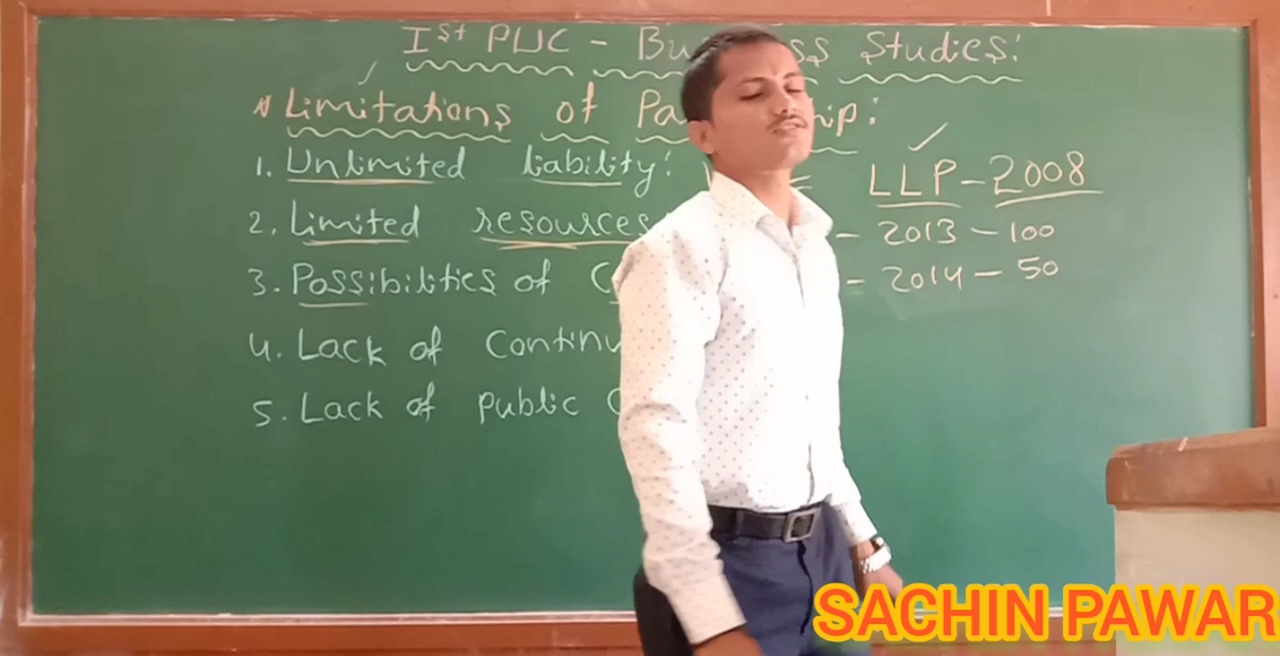 Ist PUC - Bu ss Studies:
* Limitations of Pa hip:
1. Unlimited liability: LLP-2008
2. Limited resources - 2013 - 100
3. Possibilities of C - 2014 - 50
4. Lack of Continu
5. Lack of public C
SACHIN PAWAR